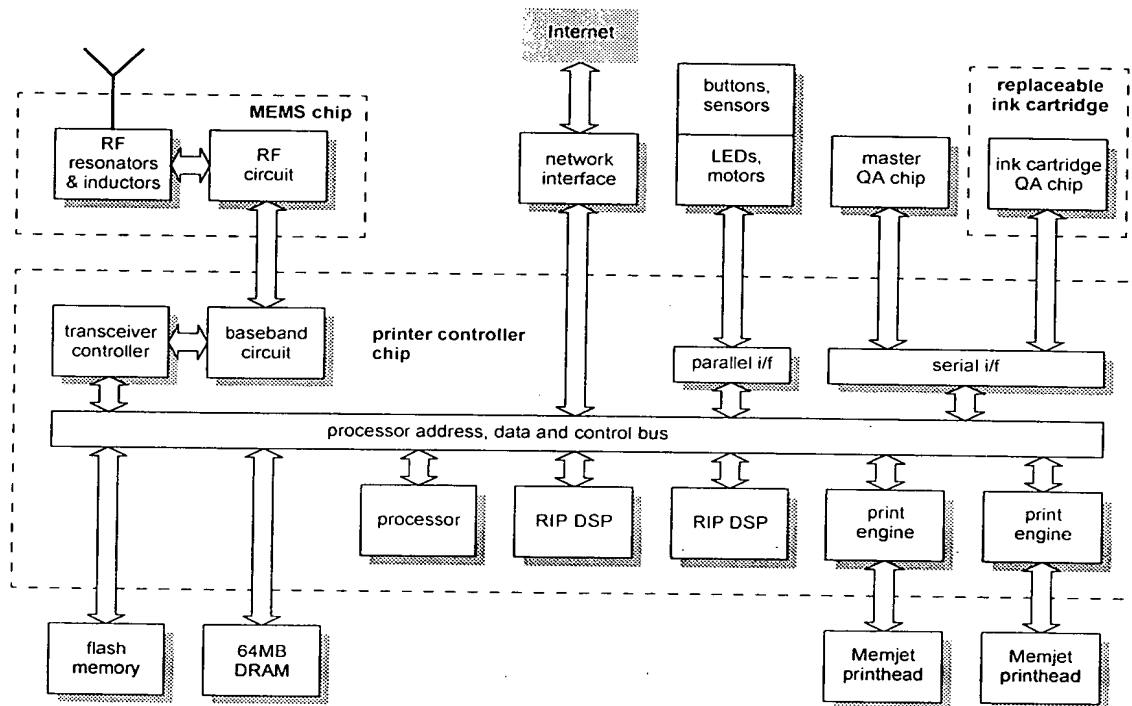 Internet
MEMS chip
RF
resonators
& inductors
RF
circuit
network
interface
buttons,
sensors
LEDs,
motors
master
QA chip
replaceable
ink cartridge
ink cartridge
QA chip
transceiver
controller
baseband
circuit
printer controller
chip
parallel i/f
serial i/f
processor address, data and control bus
processor
RIP DSP
RIP DSP
print
engine
print
engine
flash
memory
64MB
DRAM
Memjet
printhead
Memjet
printhead